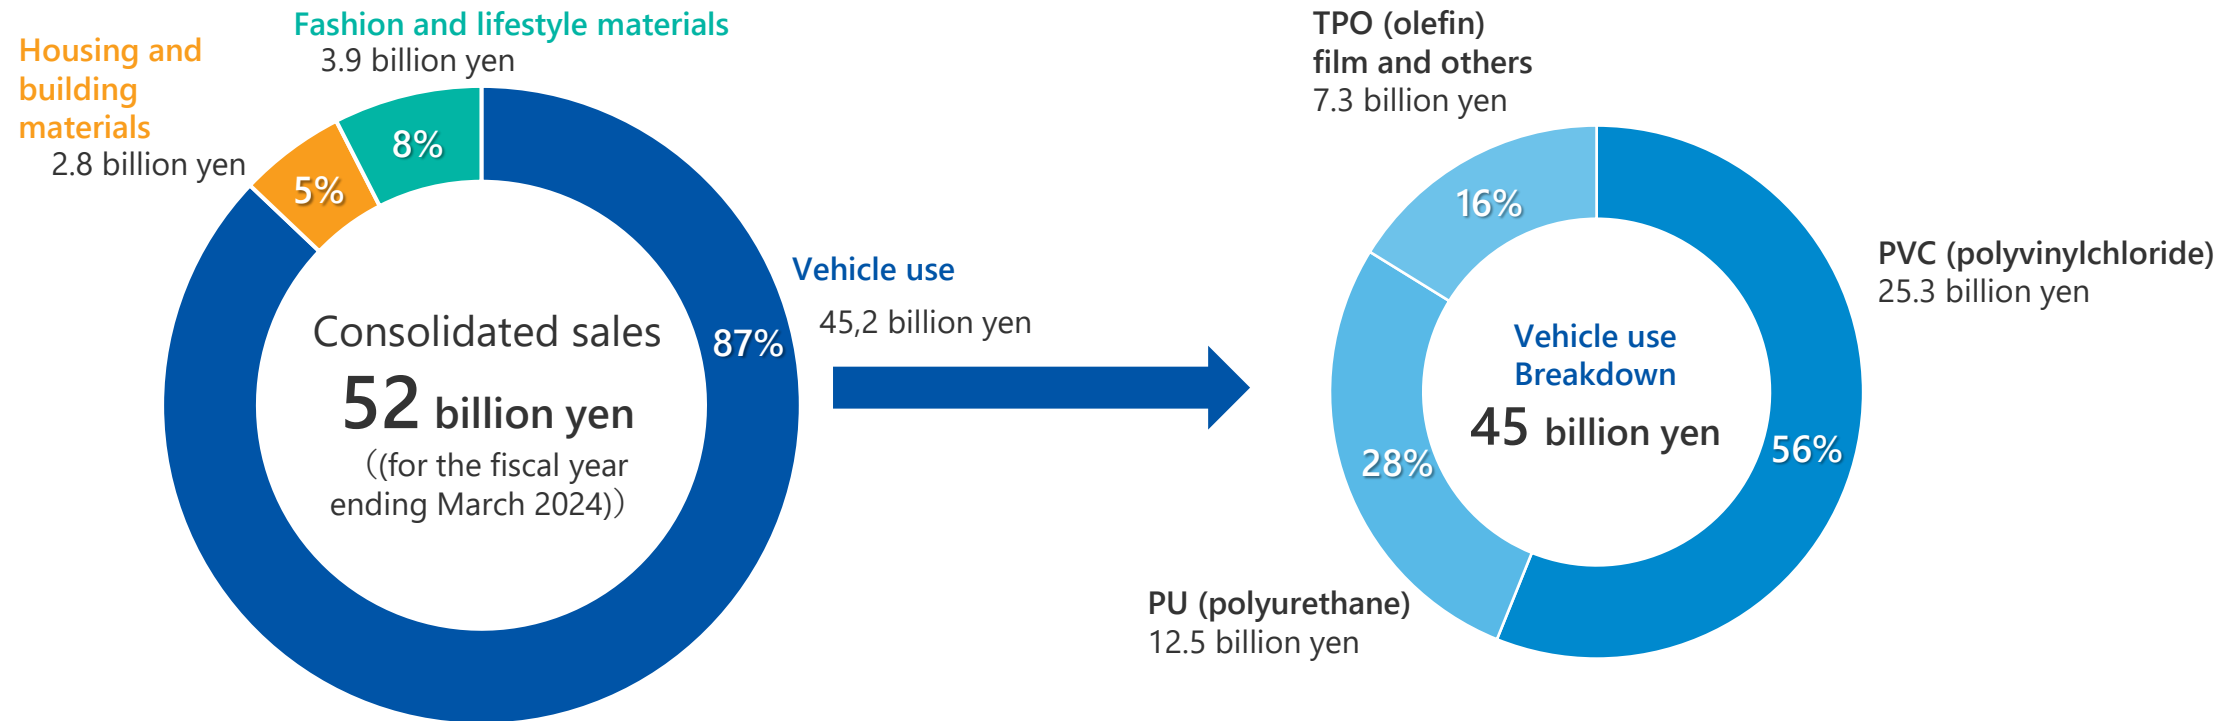 Fashion and lifestyle materials
3.9 billion yen
Housing and
building
materials
2.8 billion yen
8%
5%
Vehicle use
45,2 billion yen
87%
Consolidated sales
52 billion yen
（(for the fiscal year
ending March 2024)）
TPO (olefin)
film and others
7.3 billion yen
16%
PVC (polyvinylchloride)
25.3 billion yen
Vehicle use
Breakdown
45 billion yen
56%
28%
PU (polyurethane)
12.5 billion yen